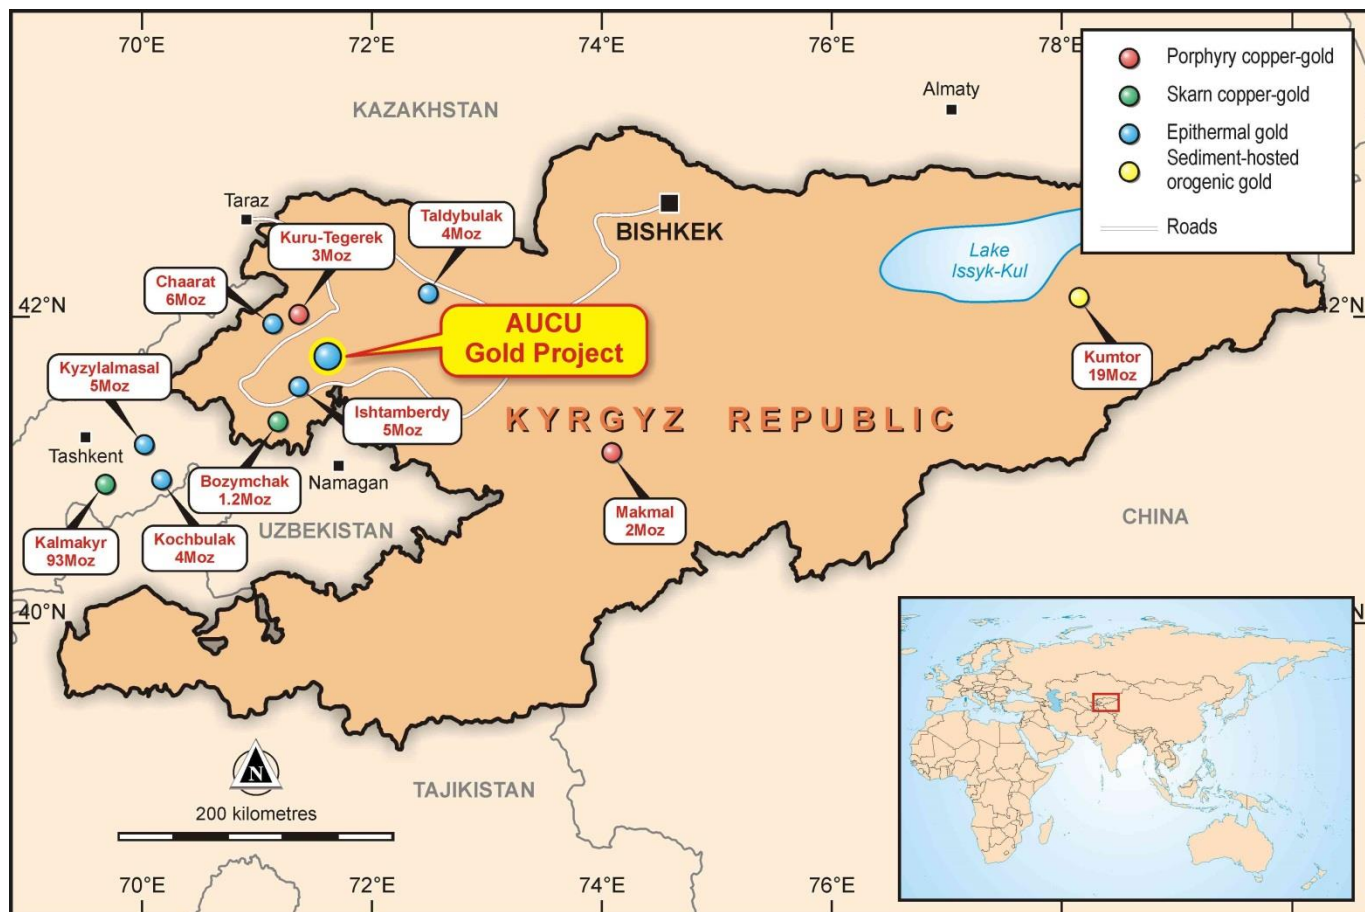 70°E
72°E
74°E
76°E
78°E
Porphyry copper-gold
Skarn copper-gold
Epithermal gold
Sediment-hosted
orogenic gold
Roads
KAZAKHSTAN
Almaty
Taraz
Taldybulak
4Moz
Kuru-Tegerek
3Moz
BISHKEK
Lake
Issyk-Kul
Chaarat
6Moz
42°N
42°N
AUCU
Gold Project
Kumtor
19Moz
Kyzylalmasal
5Moz
Ishtamberdy
5Moz
KYRGYZ REPUBLIC
Tashkent
Bozymchak
1.2Moz
Namagan
Makmal
2Moz
UZBEKISTAN
CHINA
Kalmakyr
93Moz
Kochbulak
4Moz
40°N
N
TAJIKISTAN
N
200 kilometres
70°E
72°E
74°E
76°E